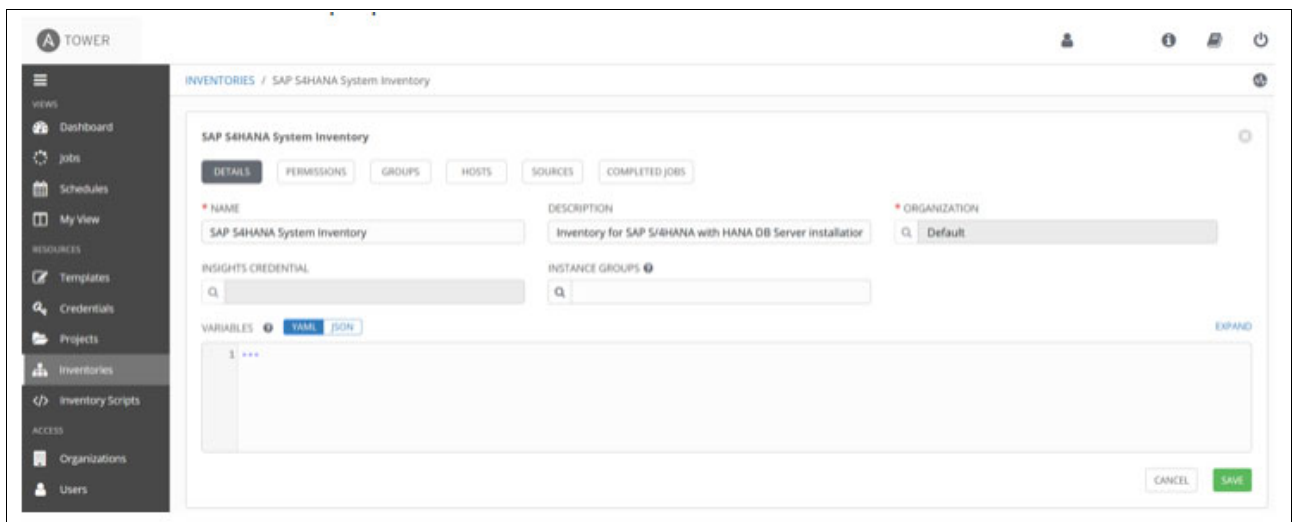 A TOWER
INVENTORIES / SAP S4HANA System Inventory
VIEWS
Dashboard
Jobs
Schedules
My View
RESOURCES
Templates
Credentials
Projects
Inventories
Inventory Scripts
ACCESS
Organizations
Users
SAP S4HANA System Inventory
DETAILS PERMISSIONS GROUPS HOSTS SOURCES COMPLETED JOBS
* NAME DESCRIPTION * ORGANIZATION
SAP S4HANA System Inventory Inventory for SAP S/4HANA with HANA DB Server installation Default
INSIGHTS CREDENTIAL INSTANCE GROUPS
VARIABLES YAML JSON EXPAND
1 ---
CANCEL SAVE